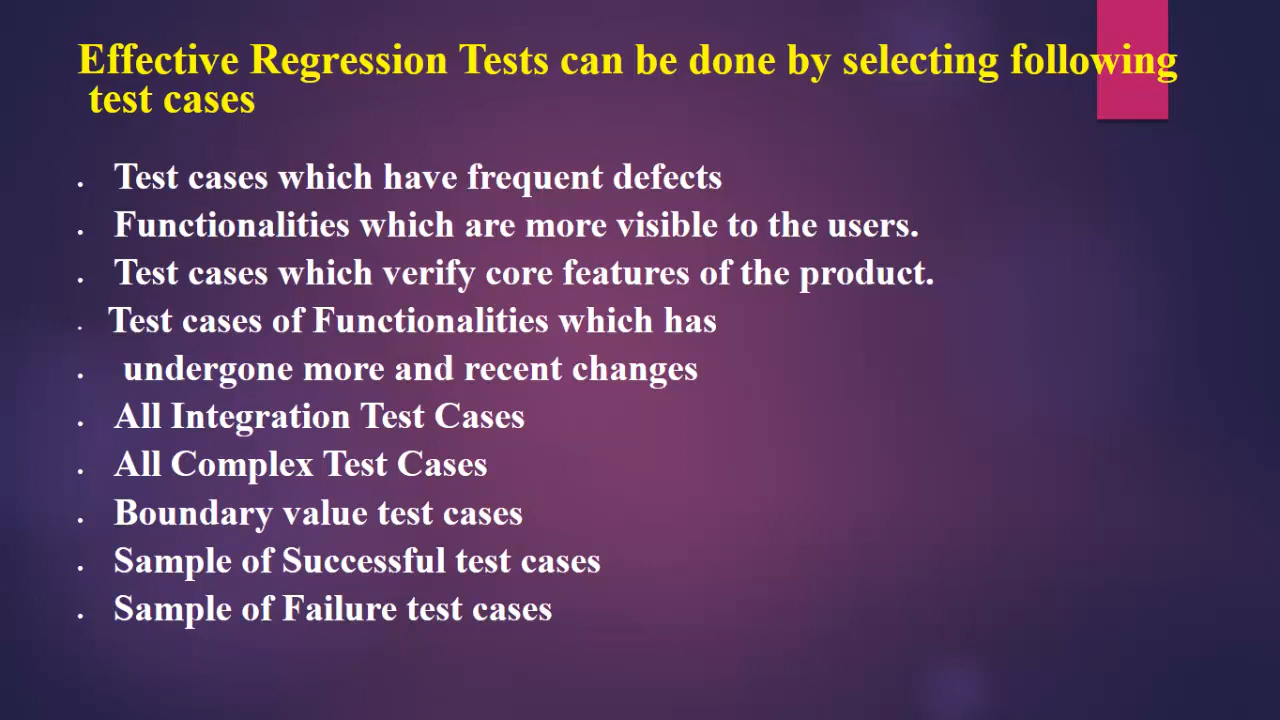 Effective Regression Tests can be done by selecting following
test cases
• Test cases which have frequent defects
• Functionalities which are more visible to the users.
• Test cases which verify core features of the product.
• Test cases of Functionalities which has
• undergone more and recent changes
• All Integration Test Cases
• All Complex Test Cases
• Boundary value test cases
• Sample of Successful test cases
• Sample of Failure test cases